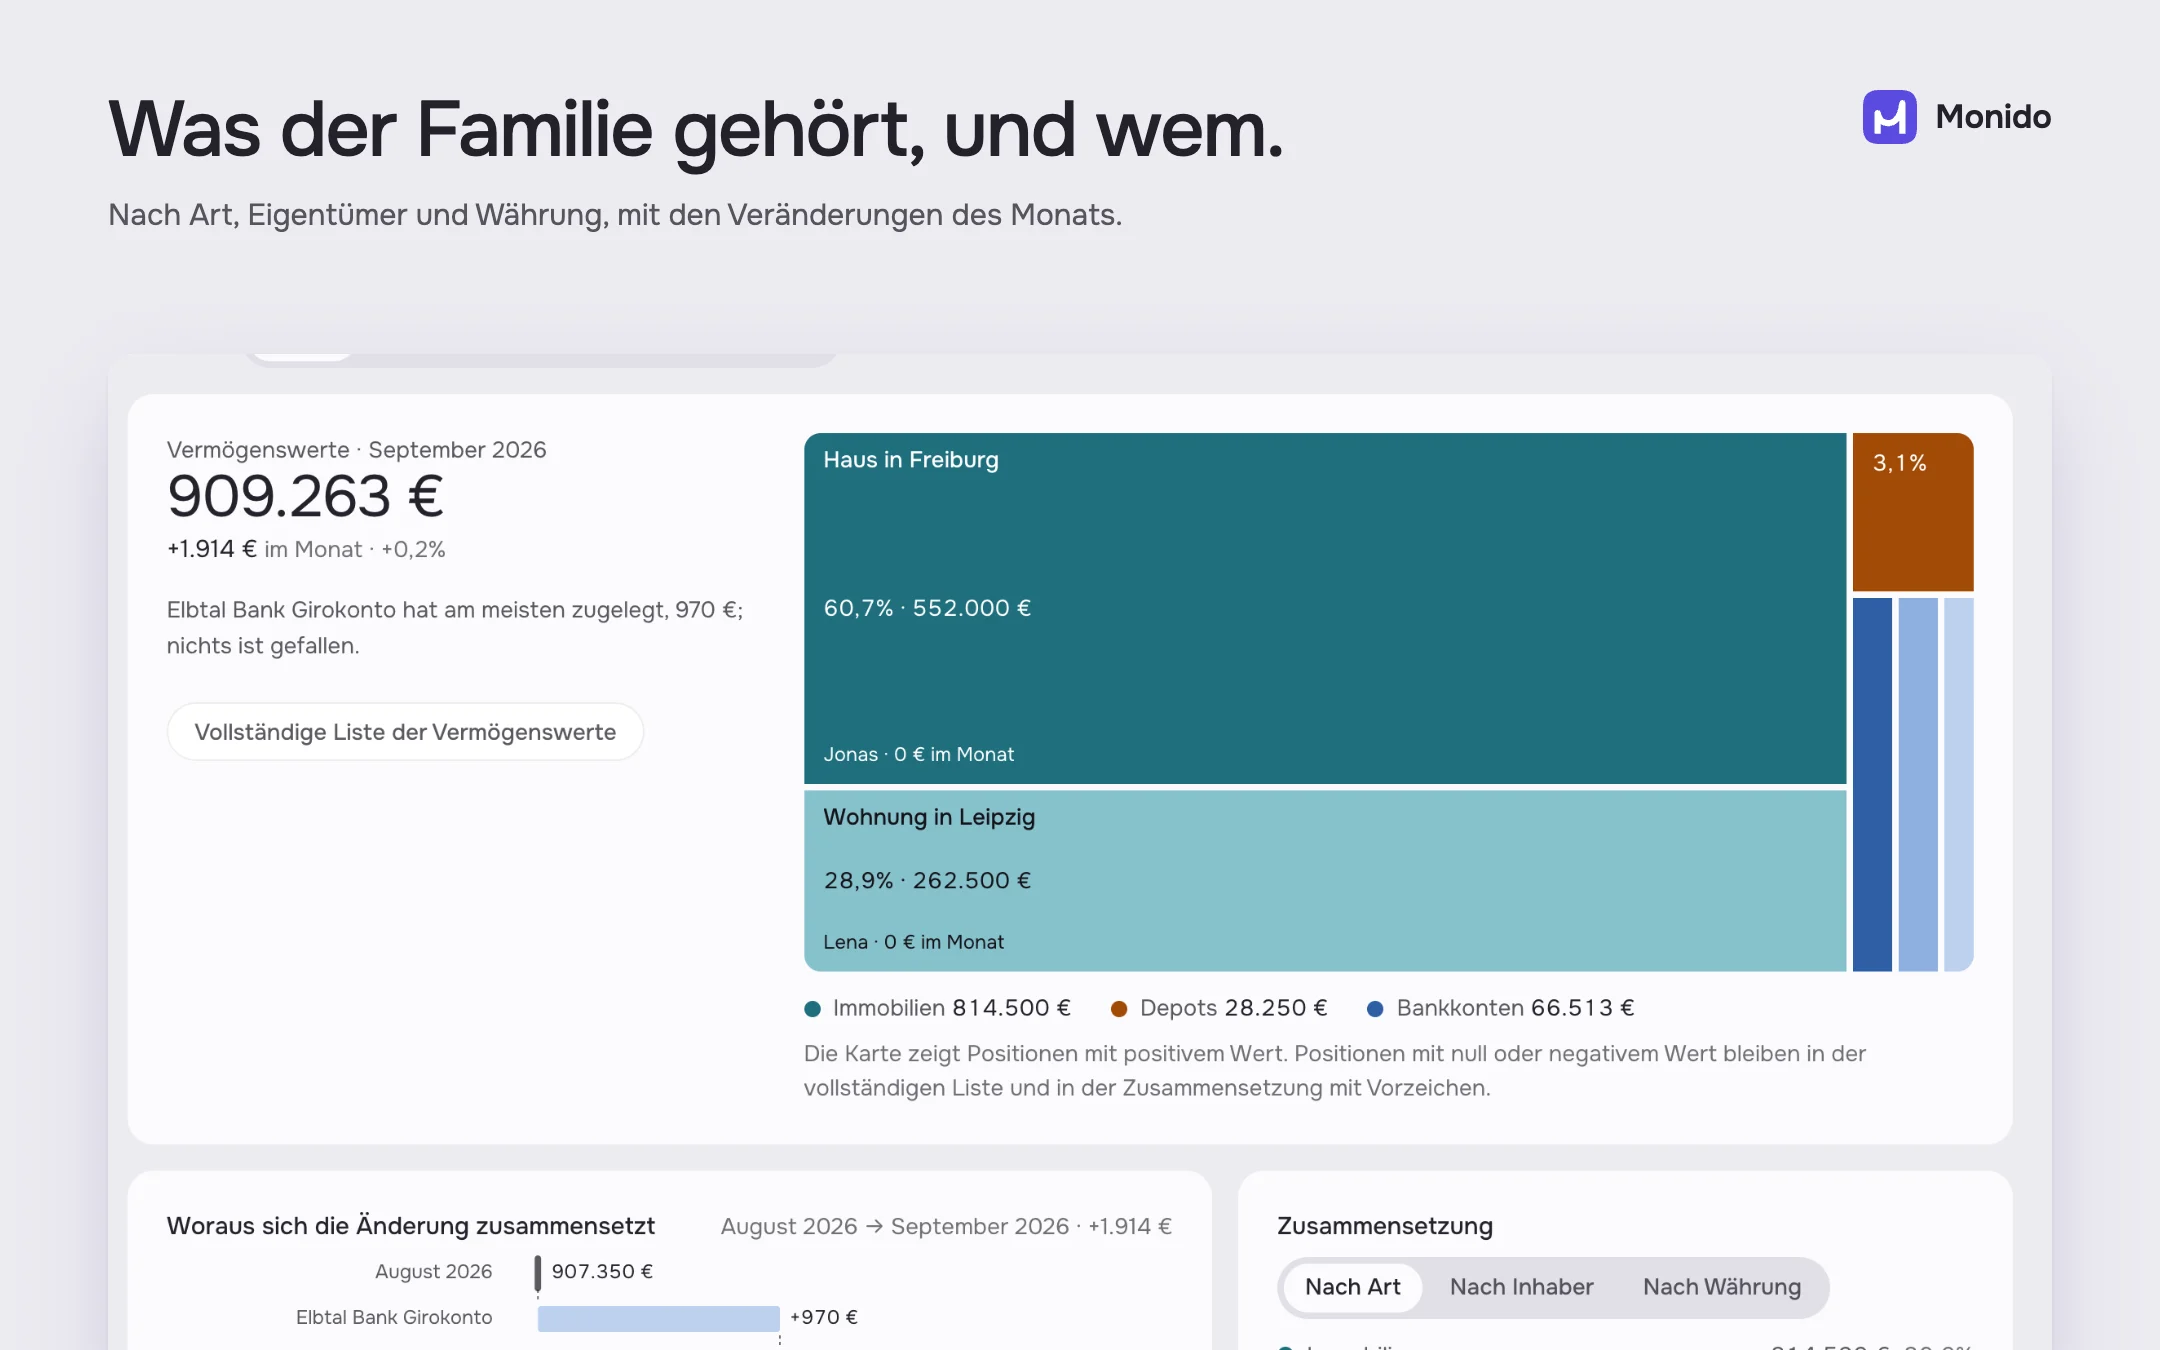 Was der Familie gehört, und wem.
Monido
Nach Art, Eigentümer und Währung, mit den Veränderungen des Monats.
Vermögenswerte · September 2026
909.263 €
+1.914 € im Monat · +0,2%
Elbtal Bank Girokonto hat am meisten zugelegt, 970 €;
nichts ist gefallen.
Vollständige Liste der Vermögenswerte
Haus in Freiburg
60,7% · 552.000 €
Jonas · 0 € im Monat
3,1%
Wohnung in Leipzig
28,9% · 262.500 €
Lena · 0 € im Monat
Immobilien 814.500 €
Depots 28.250 €
Bankkonten 66.513 €
Die Karte zeigt Positionen mit positivem Wert. Positionen mit null oder negativem Wert bleiben in der
vollständigen Liste und in der Zusammensetzung mit Vorzeichen.
Woraus sich die Änderung zusammensetzt
August 2026 → September 2026 · +1.914 €
August 2026
907.350 €
Elbtal Bank Girokonto
+970 €
Zusammensetzung
Nach Art
Nach Inhaber
Nach Währung